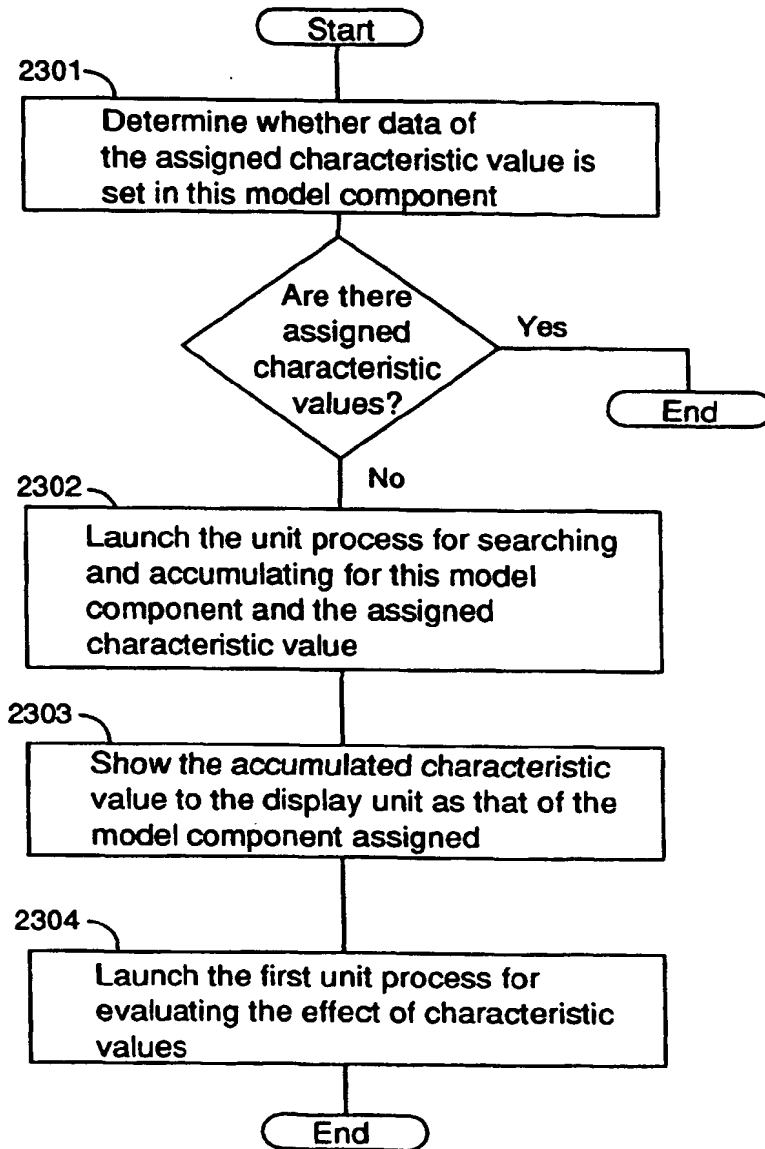 Start
2301
Determine whether data of
the assigned characteristic value is
set in this model component
Are there
assigned
characteristic
values?
Yes
End
No
2302
Launch the unit process for searching
and accumulating for this model
component and the assigned
characteristic value
2303
Show the accumulated characteristic
value to the display unit as that of the
model component assigned
2304
Launch the first unit process for
evaluating the effect of characteristic
values
End